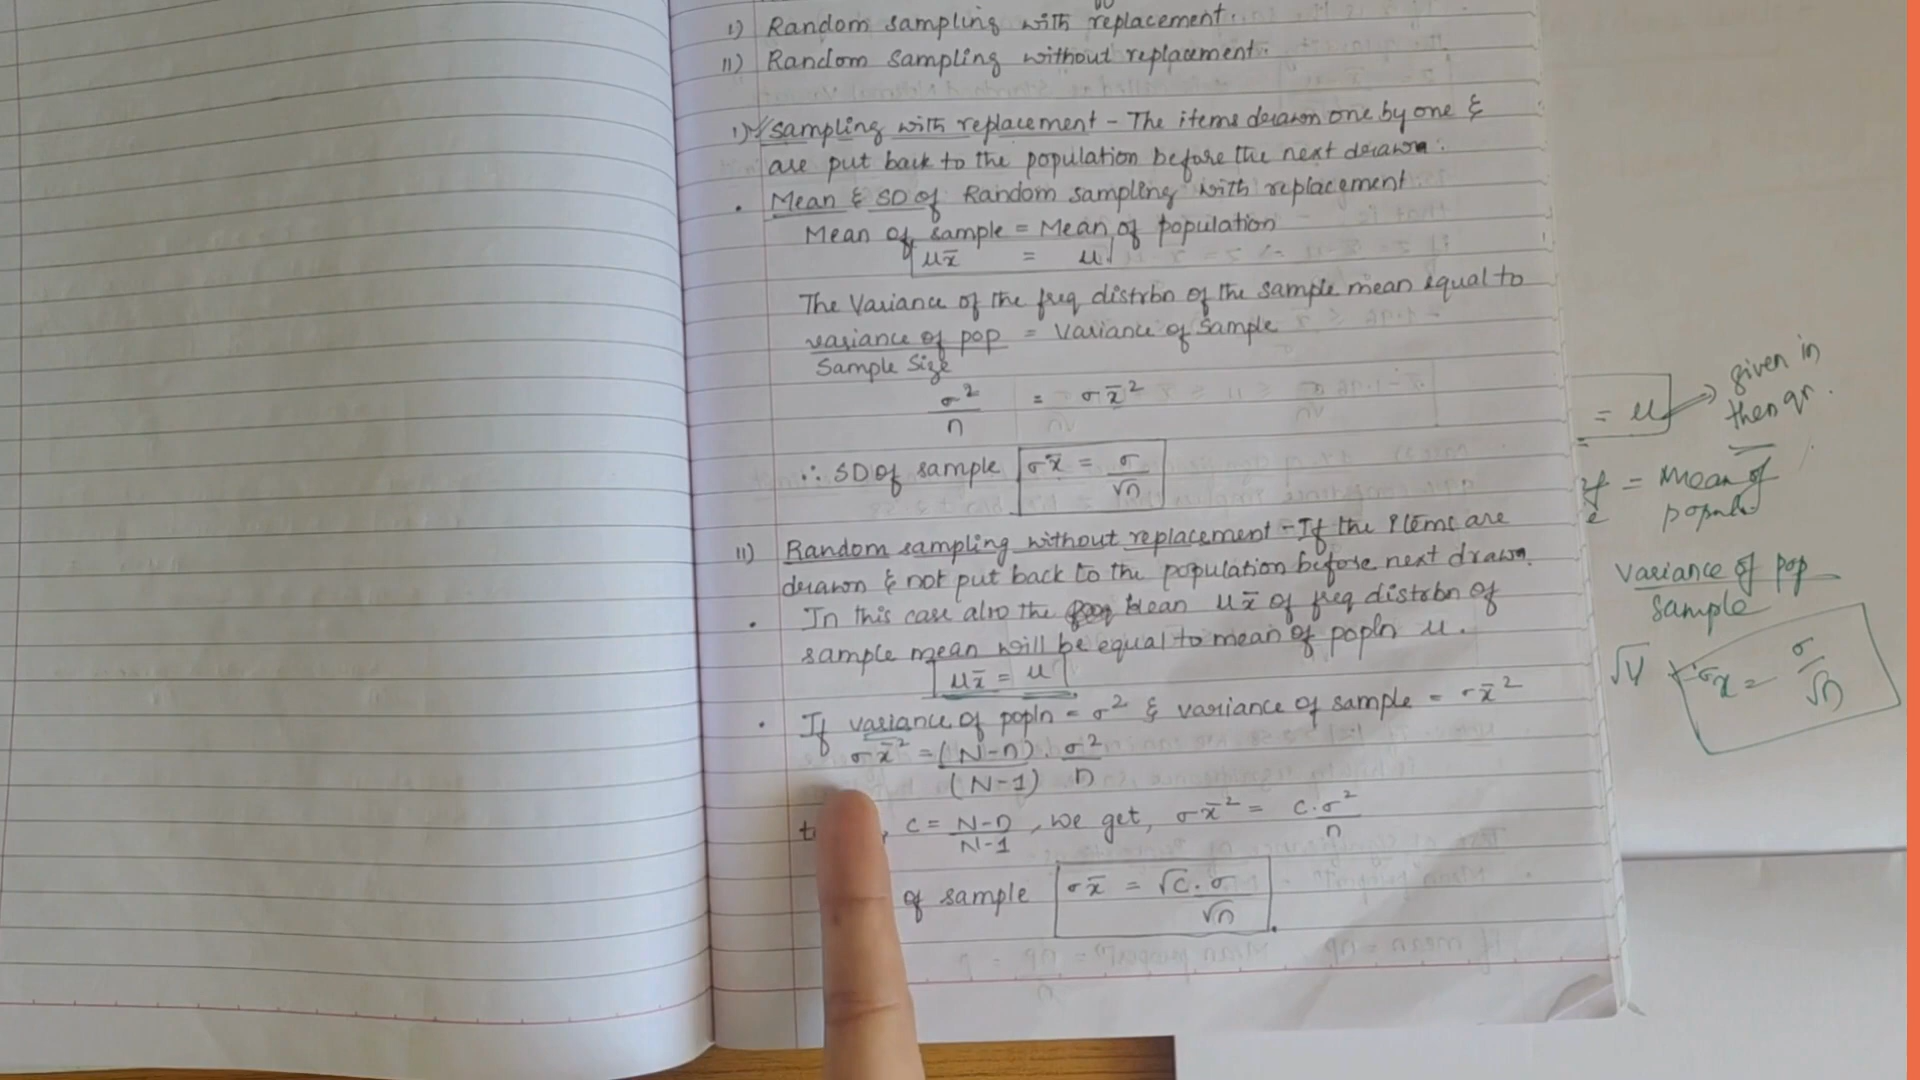 i) Random sampling with replacement.
ii) Random Sampling without replacement.
i) Sampling with replacement - The items drawn one by one &
are put back to the population before the next drawn.
. Mean & SD of Random sampling with replacement
Mean of sample = Mean of population
μx̄ = μ
The Variance of the freq distrbn of the sample mean equal to
variance of pop = Variance of Sample
Sample Size
σ²/n = σx̄²
∴ SD of sample σx̄ = σ/√n
ii) Random sampling without replacement - If the items are
drawn & not put back to the population before next drawn.
. In this case also the Mean μx̄ of freq distrbn of
sample mean will be equal to mean of popln μ.
μx̄ = μ
. If variance of popln = σ² & variance of sample = σx̄²
σx̄² = (N-n)/(N-1) . σ²/n
c = N-n/N-1, we get, σx̄² = c.σ²/n
of sample σx̄ = √c . σ/√n.
= μ → given in
then qn.
= Mean of
popul
Variance of pop
Sample
√V
σx = σ/√n